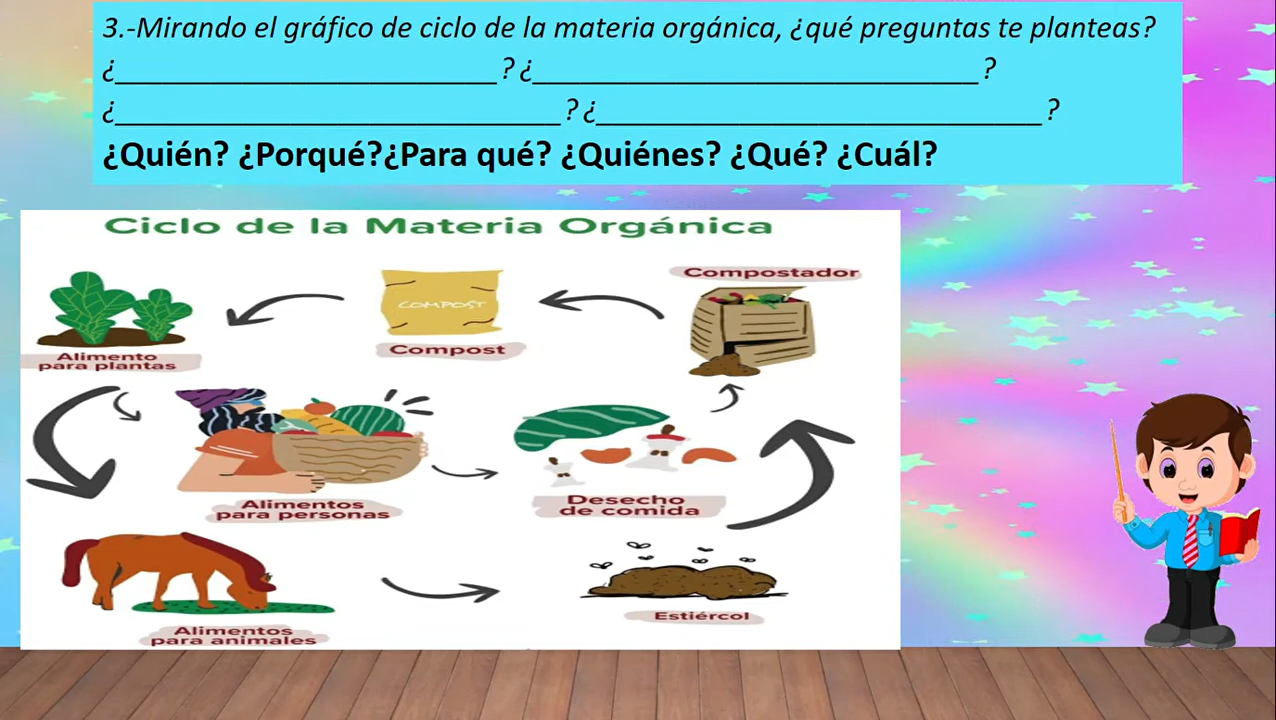 3.-Mirando el gráfico de ciclo de la materia orgánica, ¿qué preguntas te planteas?
¿________________________? ¿____________________________?
¿____________________________? ¿____________________________?
¿Quién? ¿Porqué?¿Para qué? ¿Quiénes? ¿Qué? ¿Cuál?
Ciclo de la Materia Orgánica
Compostador
COMPOST
Compost
Alimento
para plantas
Alimentos
para personas
Desecho
de comida
Alimentos
para animales
Estiércol